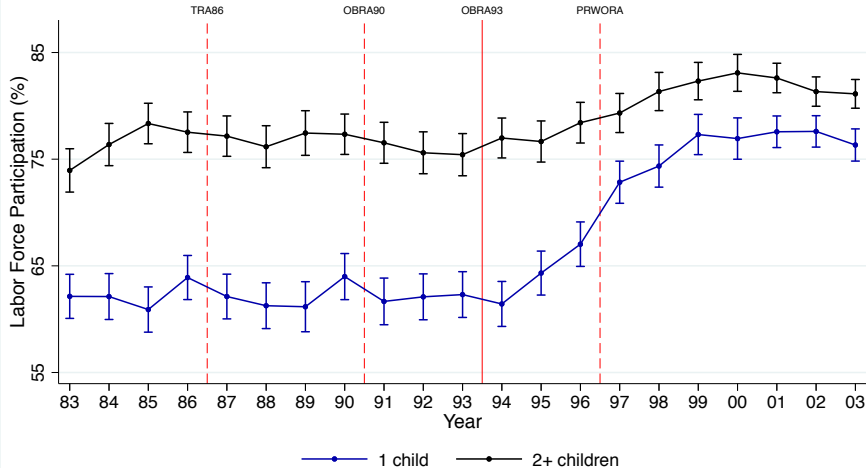 TRA86 OBRA90 OBRA93 PRWORA
Labor Force Participation (%)
85
75
65
55
83 84 85 86 87 88 89 90 91 92 93 94 95 96 97 98 99 00 01 02 03
Year
1 child 2+ children